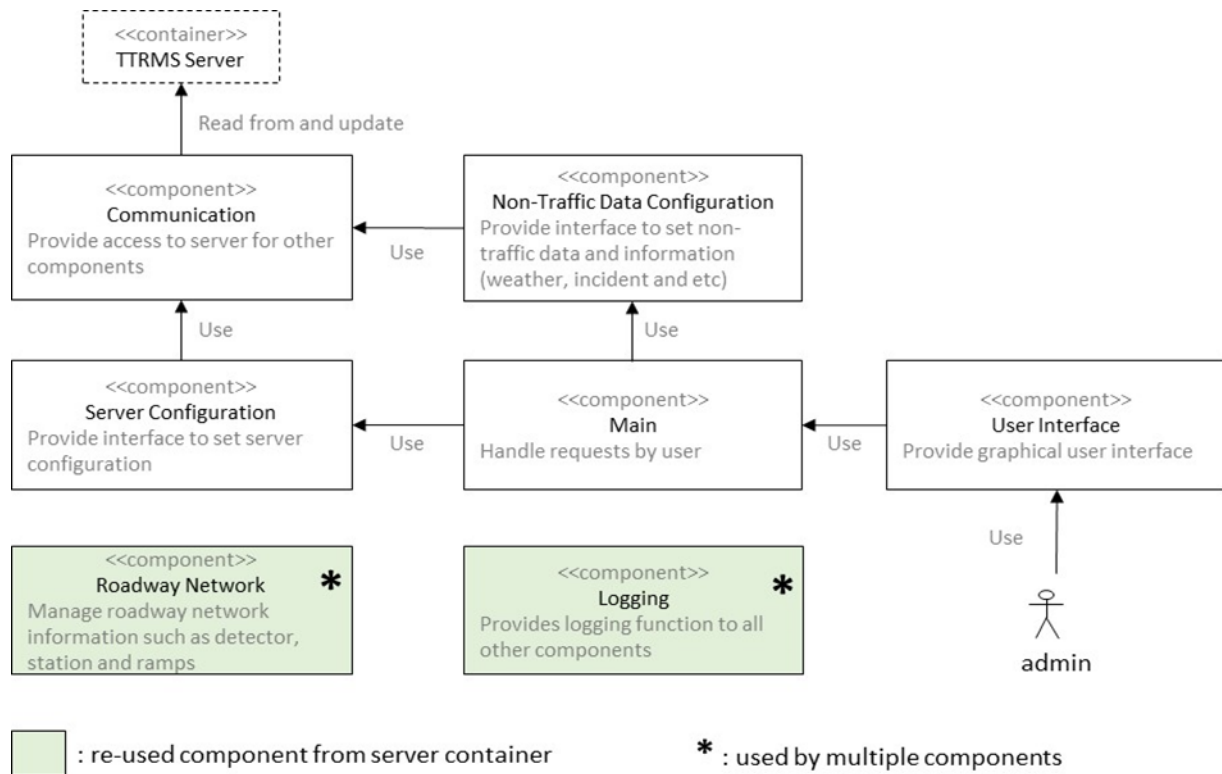 <<container>>
TTRMS Server
Read from and update
<<component>>
Communication
Provide access to server for other
components
Use
<<component>>
Non-Traffic Data Configuration
Provide interface to set non-
traffic data and information
(weather, incident and etc)
Use
Use
<<component>>
Server Configuration
Provide interface to set server
configuration
Use
<<component>>
Main
Handle requests by user
Use
<<component>>
User Interface
Provide graphical user interface
Use
<<component>>
Roadway Network
*
Manage roadway network
information such as detector,
station and ramps
<<component>>
Logging
*
Provides logging function to all
other components
admin
: re-used component from server container
* : used by multiple components